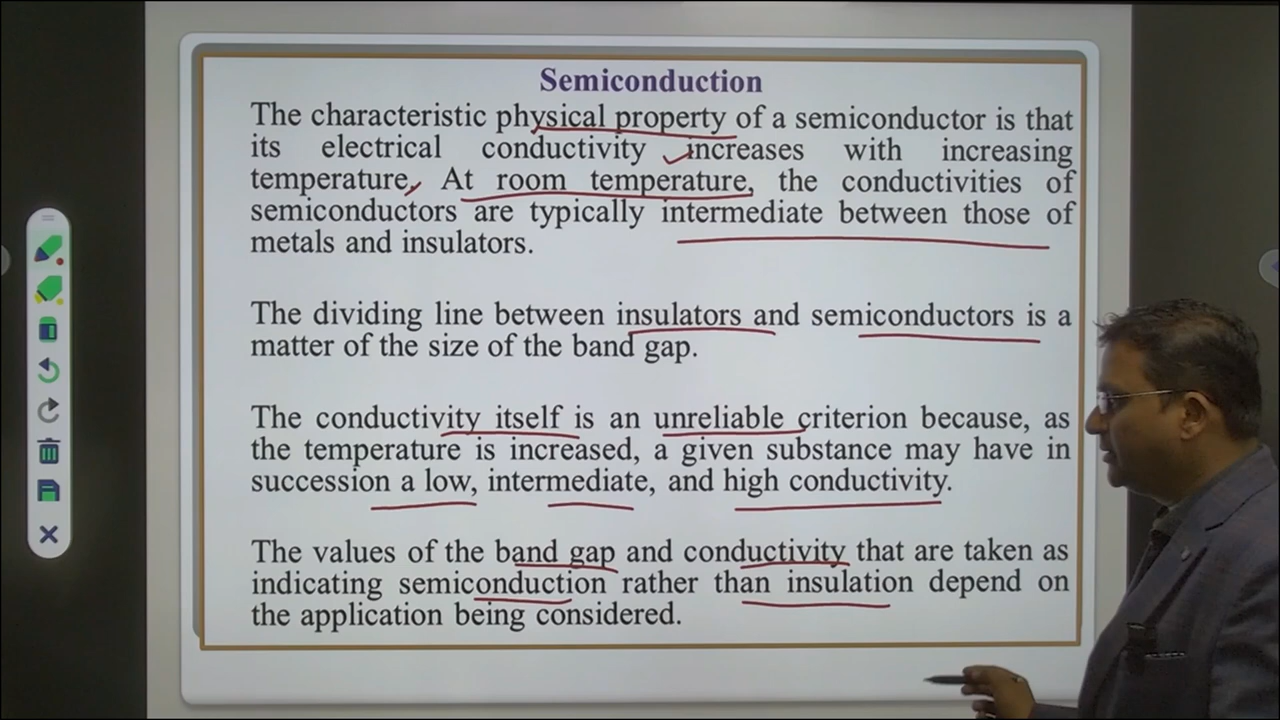 Semiconduction
The characteristic physical property of a semiconductor is that
its electrical conductivity increases with increasing
temperature. At room temperature, the conductivities of
semiconductors are typically intermediate between those of
metals and insulators.
The dividing line between insulators and semiconductors is a
matter of the size of the band gap.
The conductivity itself is an unreliable criterion because, as
the temperature is increased, a given substance may have in
succession a low, intermediate, and high conductivity.
The values of the band gap and conductivity that are taken as
indicating semiconduction rather than insulation depend on
the application being considered.